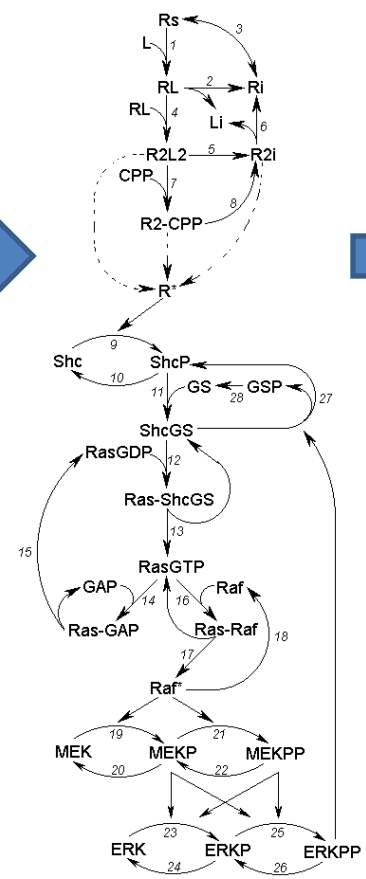 Rs
L 1 3
RL 2 Ri
RL 4 Li 6
R2L2 5 R2i
CPP 7 8
R2-CPP
R*
9
Shc ShcP
10 11 GS 28 GSP 27
ShcGS
RasGDP 12
Ras-ShcGS
13
15 RasGTP
GAP 14 16 Raf
Ras-GAP Ras-Raf 18
17
Raf*
19 21
MEK MEKP MEKPP
20 22
23 25
ERK ERKP ERKPP
24 26